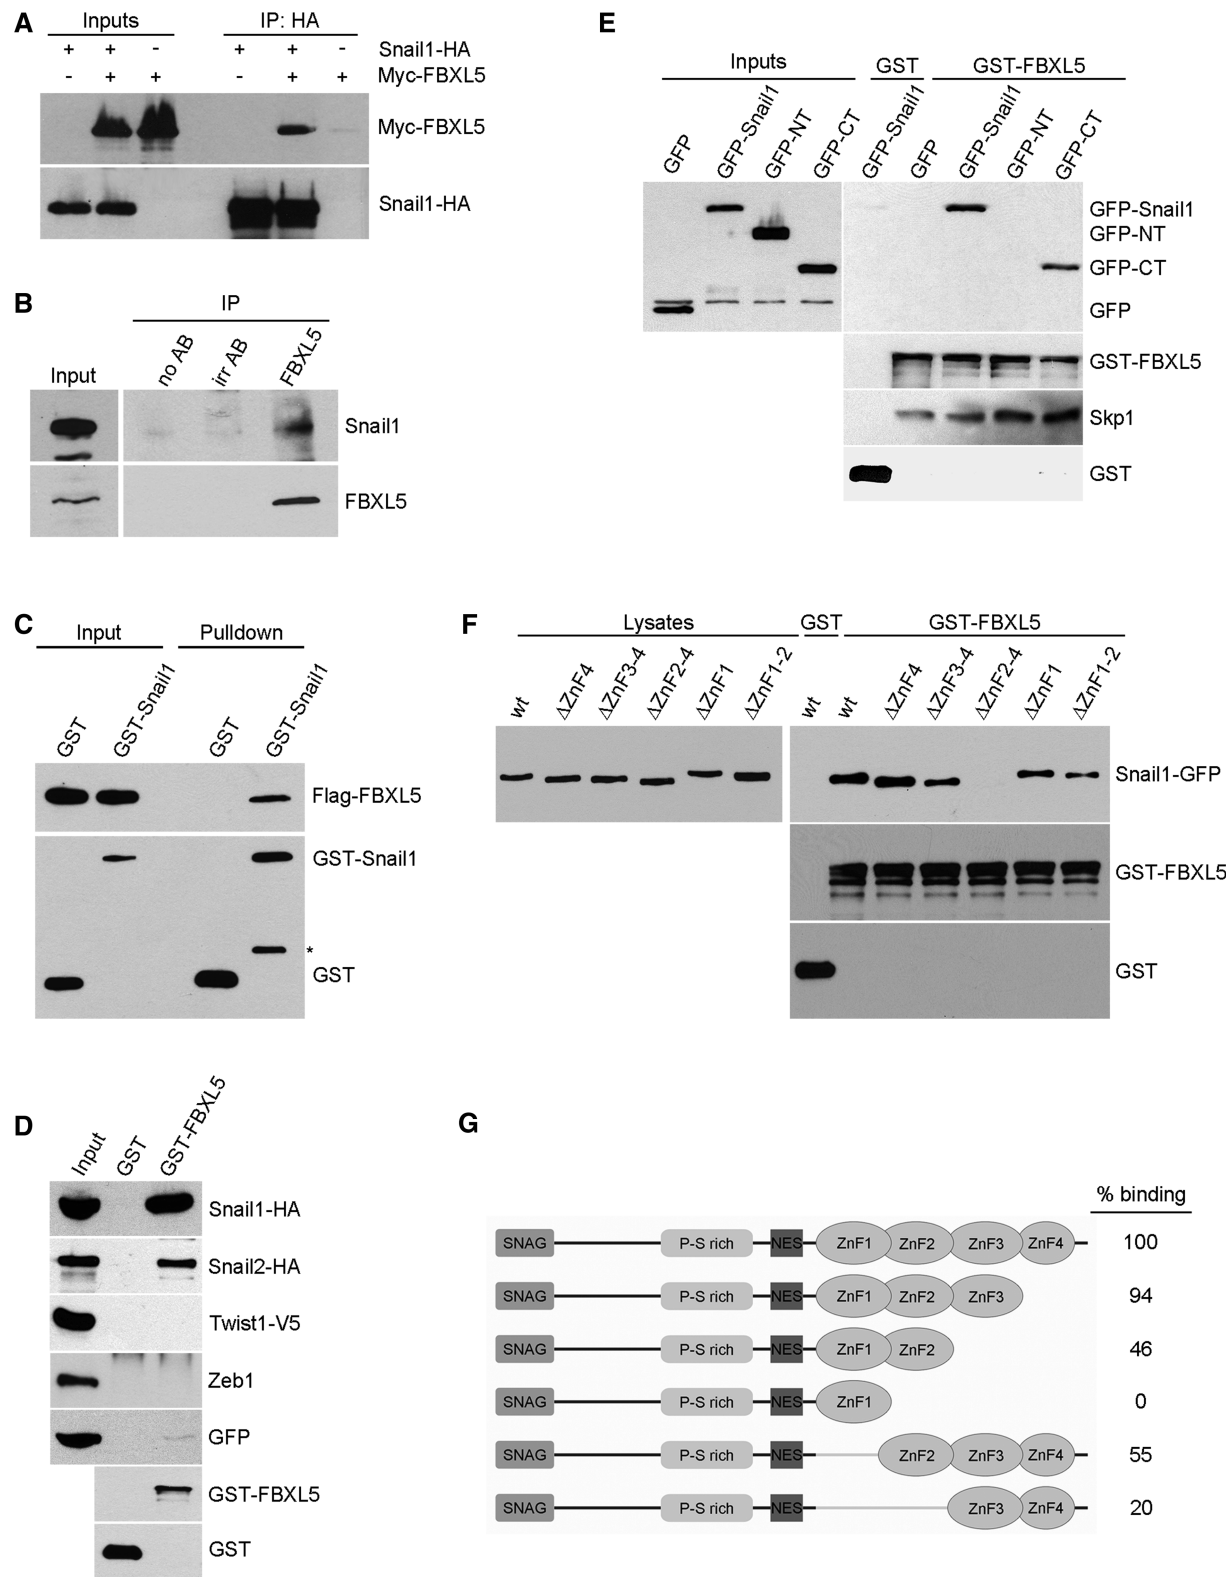 A
Inputs IP: HA
+ + - + + - Snail1-HA
- + + - + + Myc-FBXL5
Myc-FBXL5
Snail1-HA
B
IP
Input no AB irr AB FBXL5
Snail1
FBXL5
C
Input Pulldown
GST GST-Snail1 GST GST-Snail1
Flag-FBXL5
GST-Snail1
*
GST
D
Input GST GST-FBXL5
Snail1-HA
Snail2-HA
Twist1-V5
Zeb1
GFP
GST-FBXL5
GST
E
Inputs GST GST-FBXL5
GFP GFP-Snail1 GFP-NT GFP-CT GFP-Snail1 GFP GFP-Snail1 GFP-NT GFP-CT
GFP-Snail1
GFP-NT
GFP-CT
GFP
GST-FBXL5
Skp1
GST
F
Lysates GST GST-FBXL5
wt ΔZnF4 ΔZnF3-4 ΔZnF2-4 ΔZnF1 ΔZnF1-2 wt wt ΔZnF4 ΔZnF3-4 ΔZnF2-4 ΔZnF1 ΔZnF1-2
Snail1-GFP
GST-FBXL5
GST
G
% binding
SNAG P-S rich NES ZnF1 ZnF2 ZnF3 ZnF4 100
SNAG P-S rich NES ZnF1 ZnF2 ZnF3 94
SNAG P-S rich NES ZnF1 ZnF2 46
SNAG P-S rich NES ZnF1 0
SNAG P-S rich NES ZnF2 ZnF3 ZnF4 55
SNAG P-S rich NES ZnF3 ZnF4 20